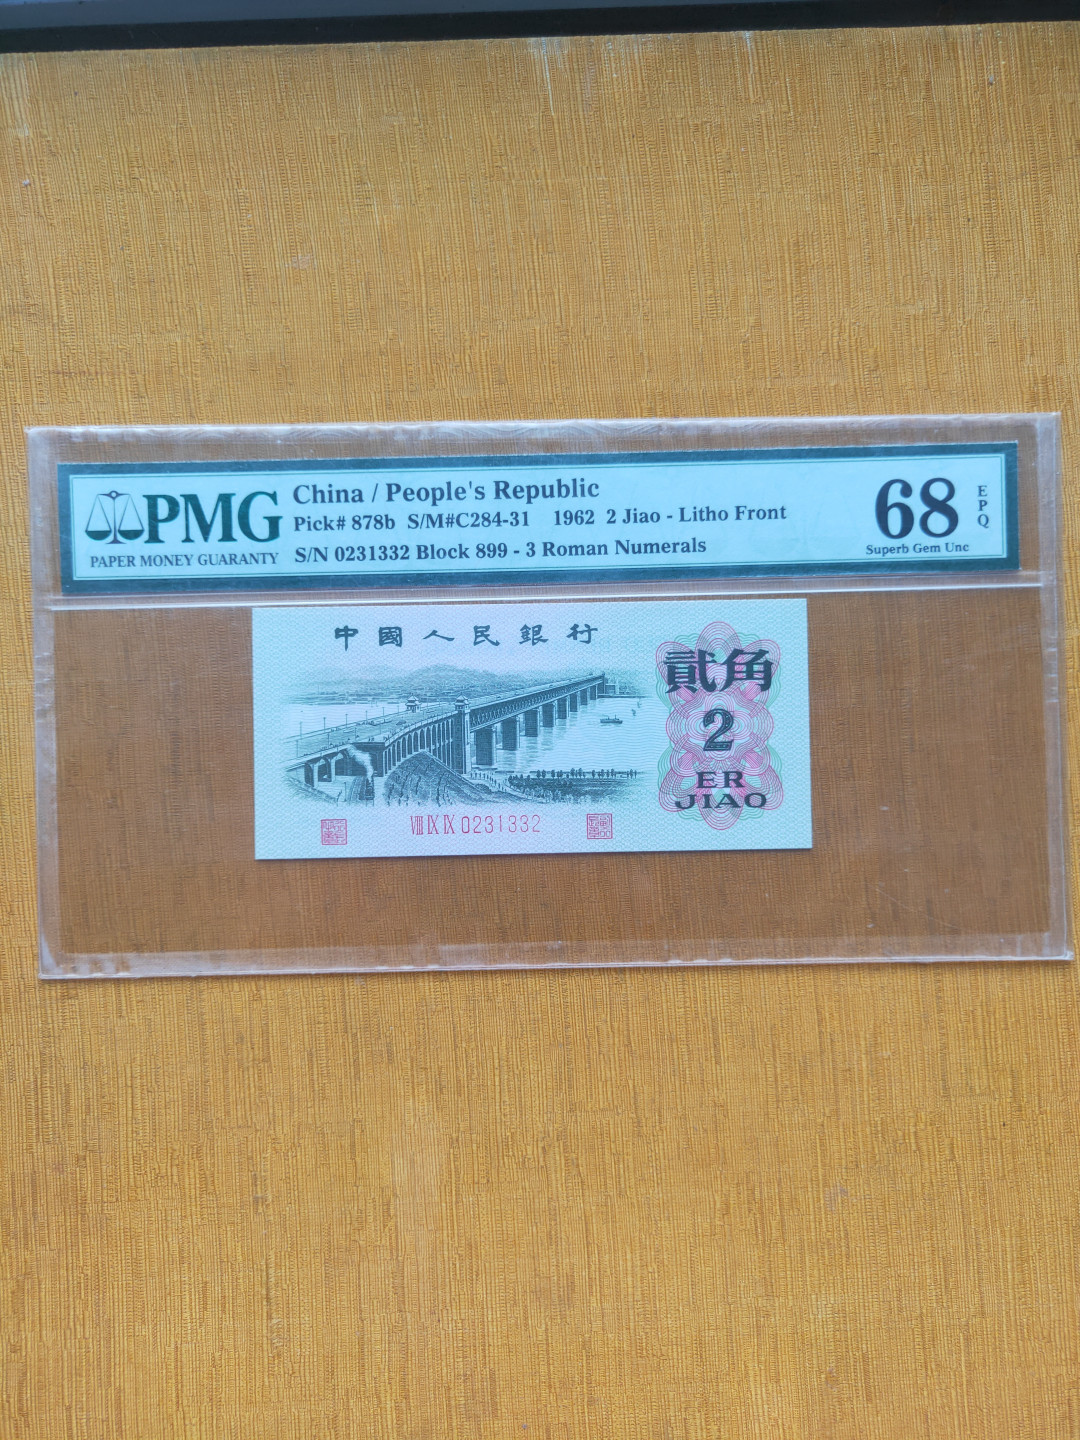 PMG
PAPER MONEY GUARANTY
China / People's Republic
Pick# 878b S/M#C284-31 1962 2 Jiao - Litho Front
S/N 0231332 Block 899 - 3 Roman Numerals
68
EPQ
Superb Gem Unc
中國人民銀行
貳角
2
ER
JIAO
VIII IX IX 0231332